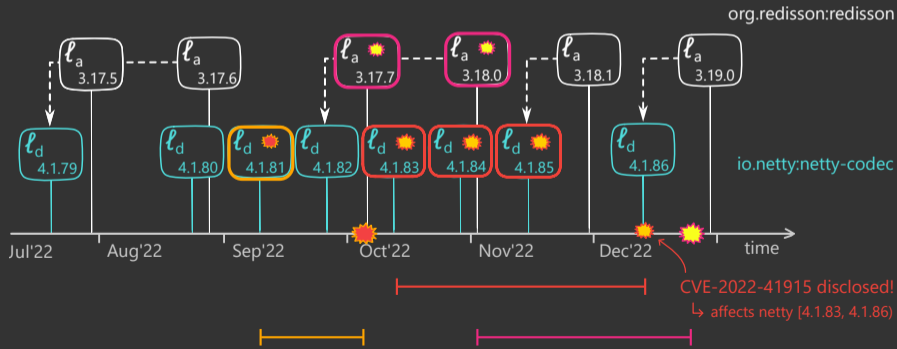 org.redisson:redisson
ℓa 3.17.5
ℓa 3.17.6
ℓa 3.17.7
ℓa 3.18.0
ℓa 3.18.1
ℓa 3.19.0
ℓd 4.1.79
ℓd 4.1.80
ℓd 4.1.81
ℓd 4.1.82
ℓd 4.1.83
ℓd 4.1.84
ℓd 4.1.85
ℓd 4.1.86
io.netty:netty-codec
Jul'22
Aug'22
Sep'22
Oct'22
Nov'22
Dec'22
time
CVE-2022-41915 disclosed!
↳ affects netty [4.1.83, 4.1.86)